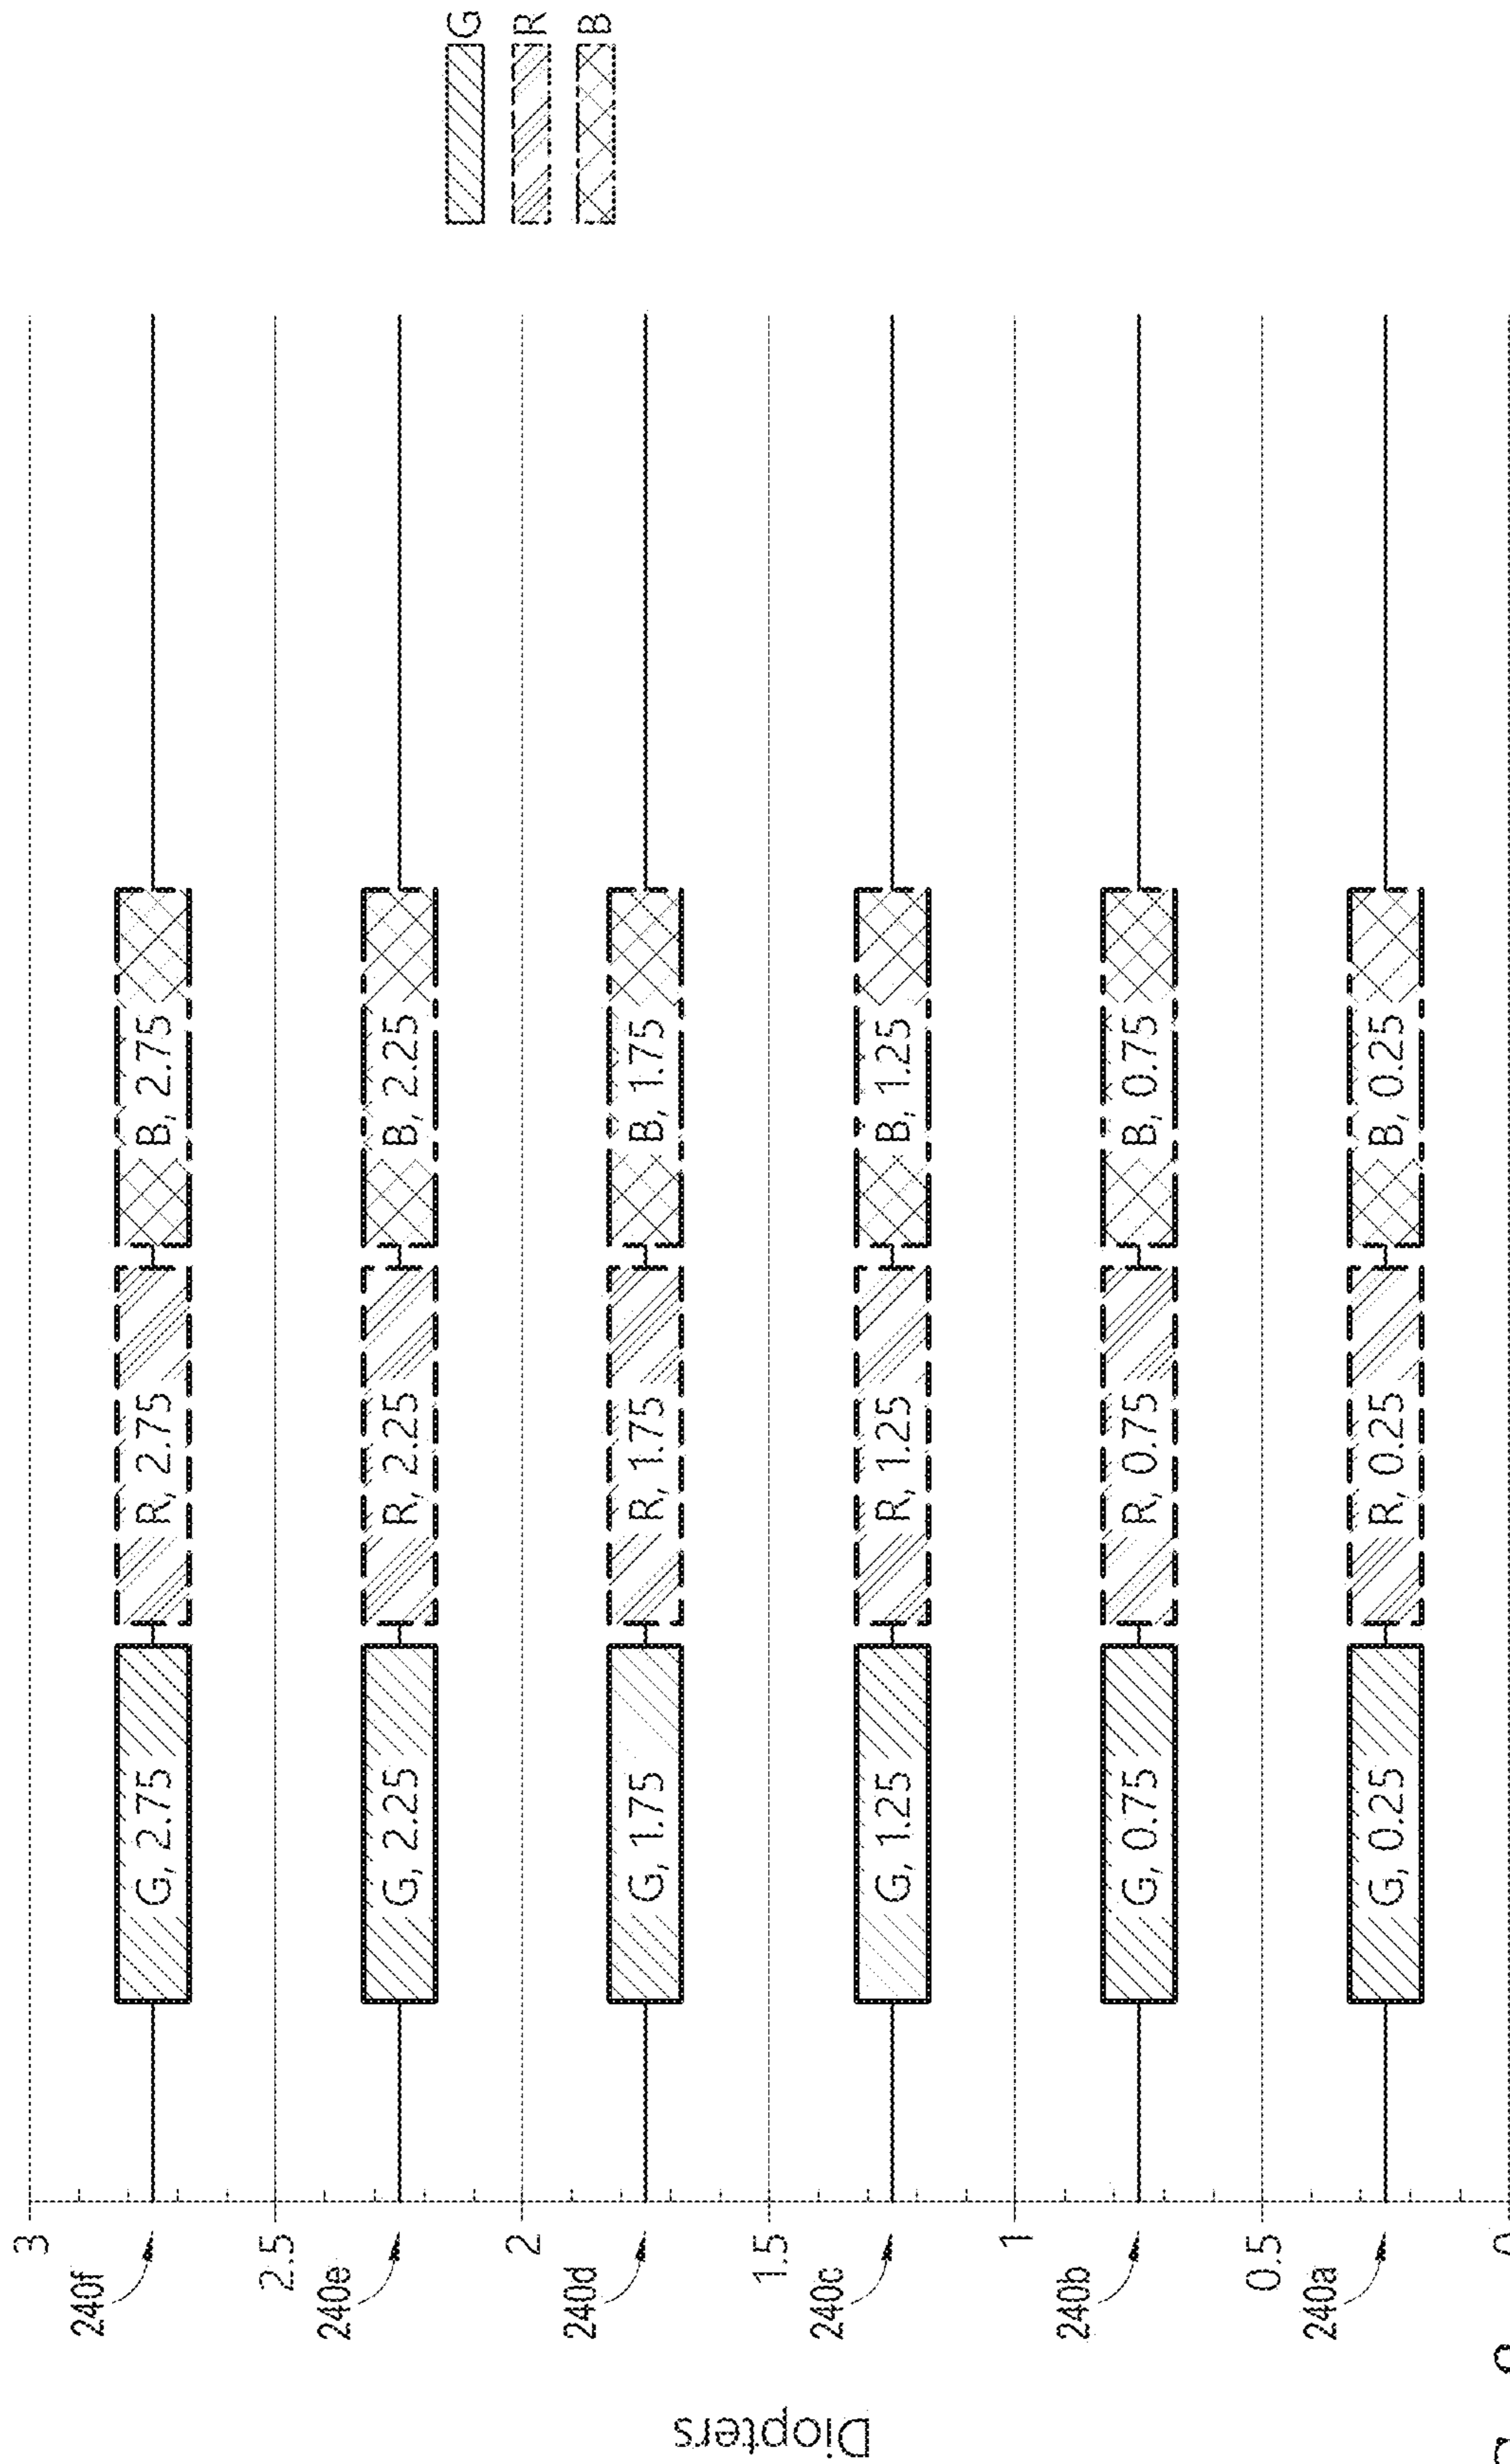 Diopters
3
240f
G, 2.75 R, 2.75 B, 2.75
2.5
240e
G, 2.25 R, 2.25 B, 2.25
2
240d
G, 1.75 R, 1.75 B, 1.75
1.5
240c
G, 1.25 R, 1.25 B, 1.25
1
240b
G, 0.75 R, 0.75 B, 0.75
0.5
240a
G, 0.25 R, 0.25 B, 0.25
0
G
R
B